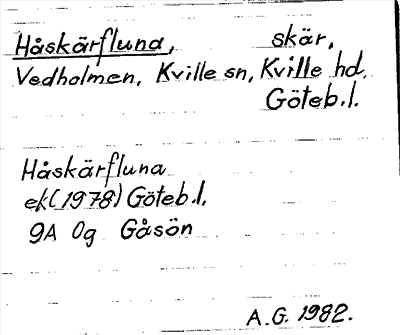 Håskärfluna, skär,
Vedholmen, Kville sn, Kville hd.
Göteb.l.
Håskärfluna
ek(1978) Göteb.l.
9A 0g Gåsön
A.G. 1982.